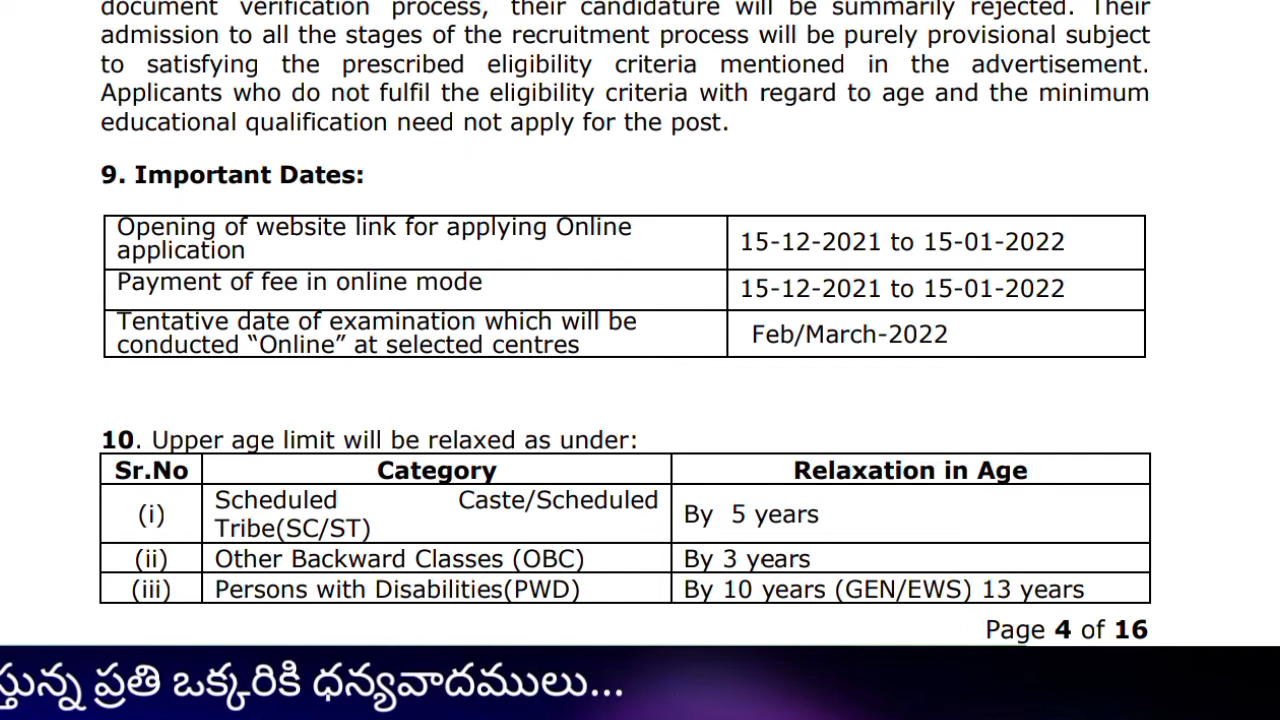 document verification process, their candidature will be summarily rejected. Their
admission to all the stages of the recruitment process will be purely provisional subject
to satisfying the prescribed eligibility criteria mentioned in the advertisement.
Applicants who do not fulfil the eligibility criteria with regard to age and the minimum
educational qualification need not apply for the post.
9. Important Dates:
Opening of website link for applying Online
application
15-12-2021 to 15-01-2022
Payment of fee in online mode
15-12-2021 to 15-01-2022
Tentative date of examination which will be
conducted “Online” at selected centres
Feb/March-2022
10. Upper age limit will be relaxed as under:
Sr.No Category Relaxation in Age
(i) Scheduled Caste/Scheduled
Tribe(SC/ST)
By 5 years
(ii) Other Backward Classes (OBC) By 3 years
(iii) Persons with Disabilities(PWD) By 10 years (GEN/EWS) 13 years
Page 4 of 16
ప్రతి ఒక్కరికి ధన్యవాదములు...